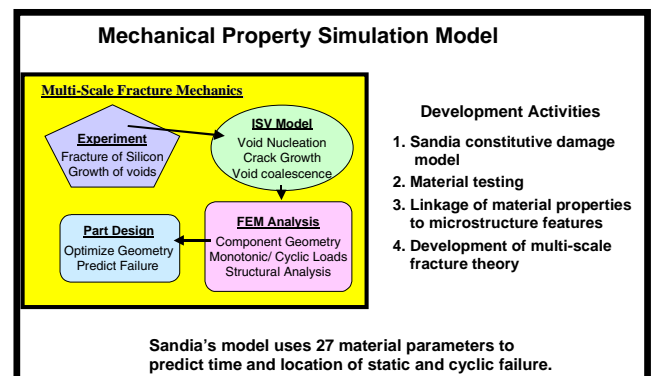 Mechanical Property Simulation Model
Multi-Scale Fracture Mechanics
Experiment
Fracture of Silicon
Growth of voids
ISV Model
Void Nucleation
Crack Growth
Void coalescence
Part Design
Optimize Geometry
Predict Failure
FEM Analysis
Component Geometry
Monotonic/ Cyclic Loads
Structural Analysis
Development Activities
1. Sandia constitutive damage
model
2. Material testing
3. Linkage of material properties
to microstructure features
4. Development of multi-scale
fracture theory
Sandia's model uses 27 material parameters to
predict time and location of static and cyclic failure.